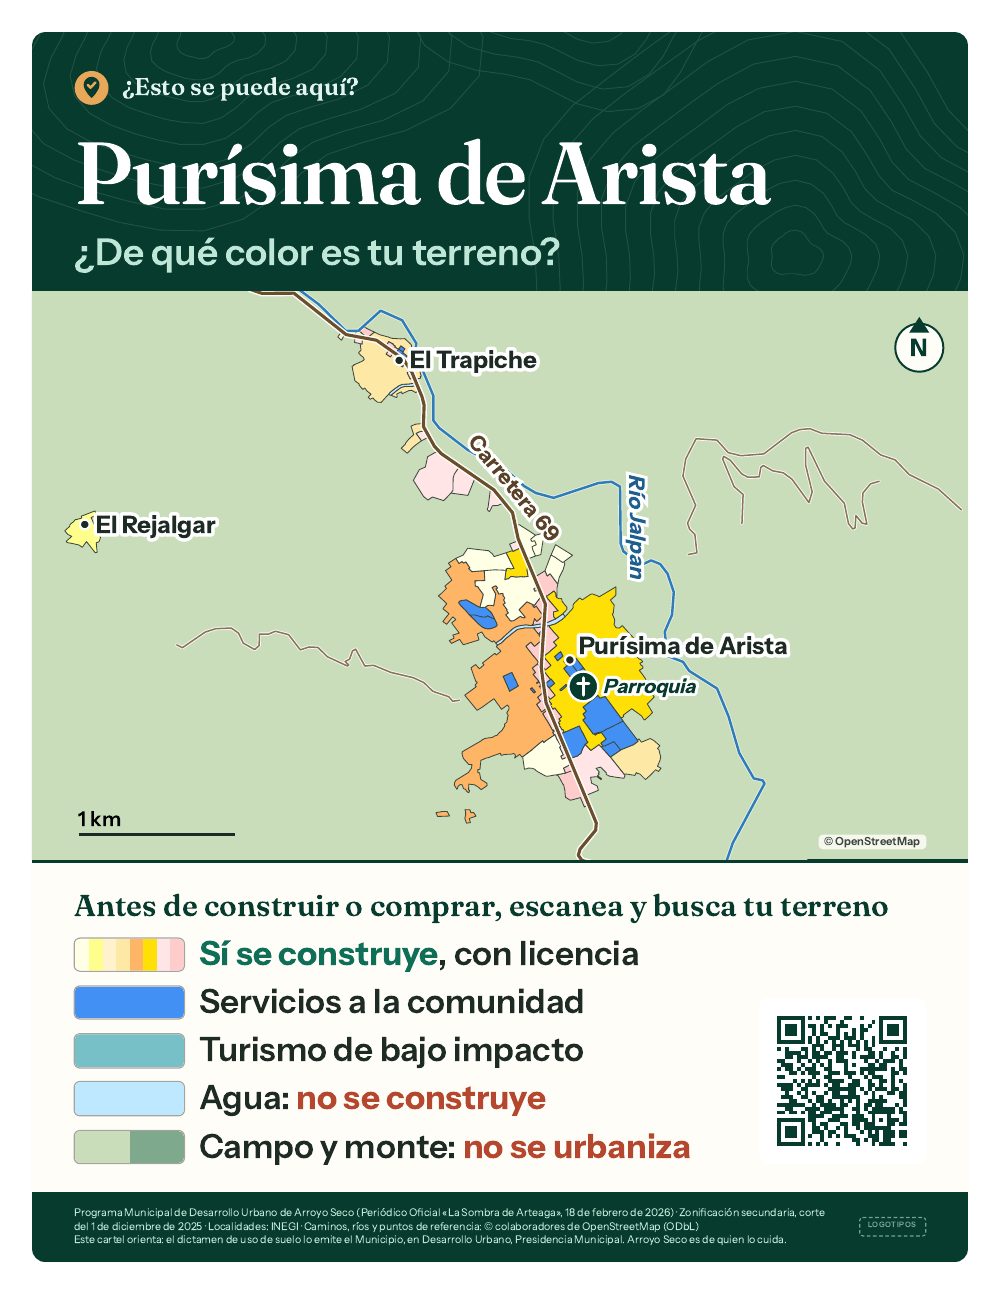 ¿Esto se puede aquí?
Purísima de Arista
¿De qué color es tu terreno?
N
El Trapiche
Carretera 69
Río Jalpan
El Rejalgar
Purísima de Arista
Parroquia
1 km
© OpenStreetMap
Antes de construir o comprar, escanea y busca tu terreno
Sí se construye, con licencia
Servicios a la comunidad
Turismo de bajo impacto
Agua: no se construye
Campo y monte: no se urbaniza
Programa Municipal de Desarrollo Urbano de Arroyo Seco (Periódico Oficial «La Sombra de Arteaga», 18 de febrero de 2026) · Zonificación secundaria, corte
del 1 de diciembre de 2025 · Localidades: INEGI · Caminos, ríos y puntos de referencia: © colaboradores de OpenStreetMap (ODbL)
Este cartel orienta: el dictamen de uso de suelo lo emite el Municipio, en Desarrollo Urbano, Presidencia Municipal. Arroyo Seco es de quien lo cuida.
LOGOTIPOS